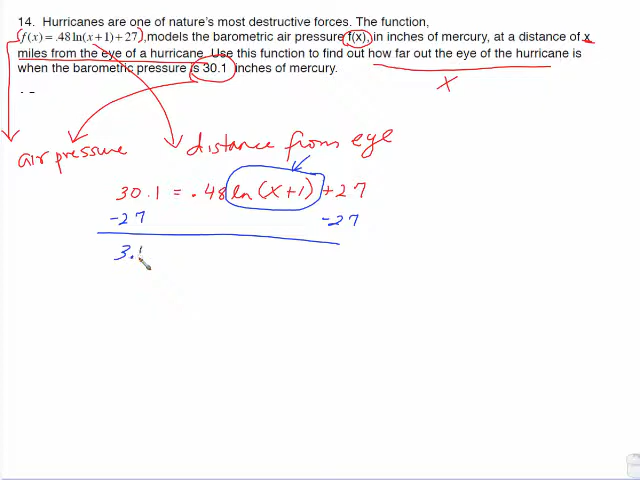 14. Hurricanes are one of nature's most destructive forces. The function,
f(x) = .48ln(x+1)+27, models the barometric air pressure f(x), in inches of mercury, at a distance of x
miles from the eye of a hurricane. Use this function to find out how far out the eye of the hurricane is
when the barometric pressure is 30.1 inches of mercury.
x
air pressure distance from eye
30.1 = .48 ln(x+1) +27
-27 -27
3.1